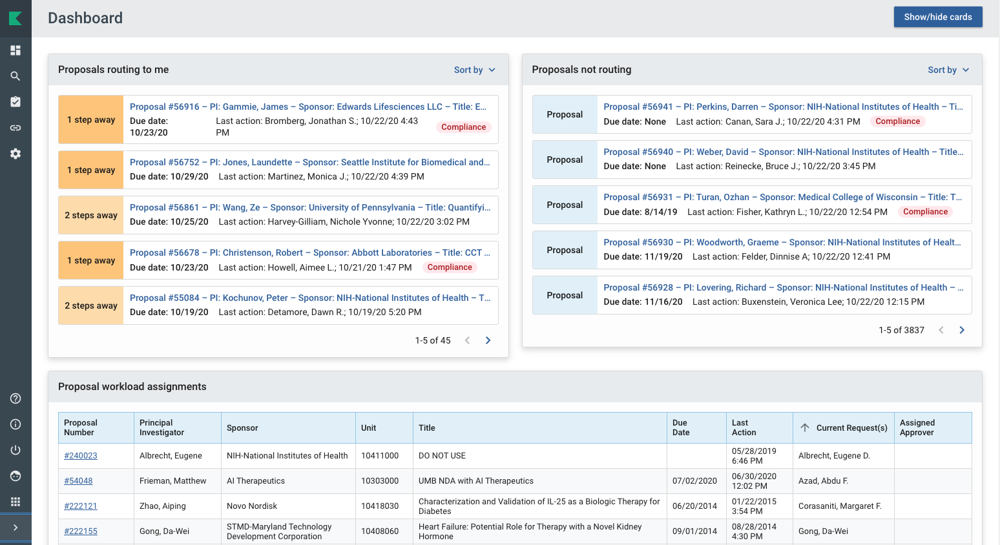 Dashboard
Show/hide cards
Proposals routing to me
Sort by
1 step away
Proposal #56916 – PI: Gammie, James – Sponsor: Edwards Lifesciences LLC – Title: E...
Due date: 10/23/20
Last action: Bromberg, Jonathan S.; 10/22/20 4:43 PM
Compliance
1 step away
Proposal #56752 – PI: Jones, Laundette – Sponsor: Seattle Institute for Biomedical and...
Due date: 10/29/20 Last action: Martinez, Monica J.; 10/22/20 4:39 PM
2 steps away
Proposal #56861 – PI: Wang, Ze – Sponsor: University of Pennsylvania – Title: Quantifyi...
Due date: 10/25/20 Last action: Harvey-Gilliam, Nichole Yvonne; 10/22/20 3:02 PM
1 step away
Proposal #56678 – PI: Christenson, Robert – Sponsor: Abbott Laboratories – Title: CCT ...
Due date: 10/23/20 Last action: Howell, Aimee L.; 10/21/20 1:47 PM Compliance
2 steps away
Proposal #55084 – PI: Kochunov, Peter – Sponsor: NIH-National Institutes of Health – T...
Due date: 10/19/20 Last action: Detamore, Dawn R.; 10/19/20 5:20 PM
1-5 of 45
Proposals not routing
Sort by
Proposal
Proposal #56941 – PI: Perkins, Darren – Sponsor: NIH-National Institutes of Health – Ti...
Due date: None Last action: Canan, Sara J.; 10/22/20 4:31 PM Compliance
Proposal
Proposal #56940 – PI: Weber, David – Sponsor: NIH-National Institutes of Health – Title...
Due date: None Last action: Reinecke, Bruce J.; 10/22/20 3:45 PM
Proposal
Proposal #56931 – PI: Turan, Ozhan – Sponsor: Medical College of Wisconsin – Title: T...
Due date: 8/14/19 Last action: Fisher, Kathryn L.; 10/22/20 12:54 PM Compliance
Proposal
Proposal #56930 – PI: Woodworth, Graeme – Sponsor: NIH-National Institutes of Healt...
Due date: 11/19/20 Last action: Felder, Dinnise A; 10/22/20 12:41 PM
Proposal
Proposal #56928 – PI: Lovering, Richard – Sponsor: NIH-National Institutes of Health – ...
Due date: 11/16/20 Last action: Buxenstein, Veronica Lee; 10/22/20 12:15 PM
1-5 of 3837
Proposal workload assignments
Proposal Number Principal Investigator Sponsor Unit Title Due Date Last Action Current Request(s) Assigned Approver
#240023 Albrecht, Eugene NIH-National Institutes of Health 10411000 DO NOT USE 05/28/2019 6:46 PM Albrecht, Eugene D.
#54048 Frieman, Matthew AI Therapeutics 10303000 UMB NDA with AI Therapeutics 07/02/2020 06/30/2020 12:02 PM Azad, Abdu F.
#222121 Zhao, Aiping Novo Nordisk 10418030 Characterization and Validation of IL-25 as a Biologic Therapy for Diabetes 06/20/2014 01/22/2015 3:54 PM Corasaniti, Margaret F.
#222155 Gong, Da-Wei STMD-Maryland Technology Development Corporation 10408060 Heart Failure: Potential Role for Therapy with a Novel Kidney Hormone 09/01/2014 08/28/2014 4:30 PM Gong, Da-Wei